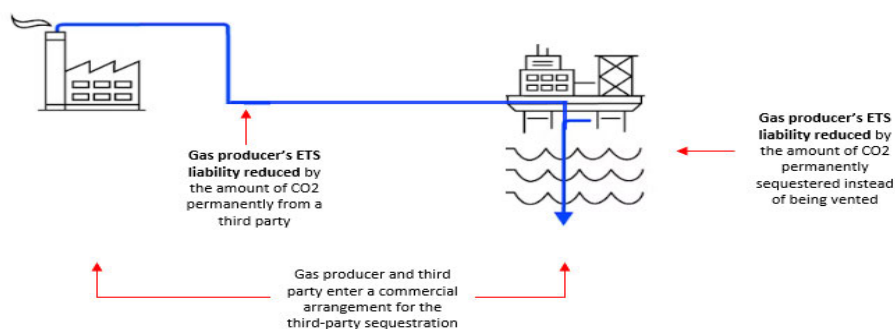 Gas producer's ETS
liability reduced by
the amount of CO2
permanently from a
third party
Gas producer's ETS
liability reduced by
the amount of CO2
permanently
sequestered instead
of being vented
Gas producer and third
party enter a commercial
arrangement for the
third-party sequestration